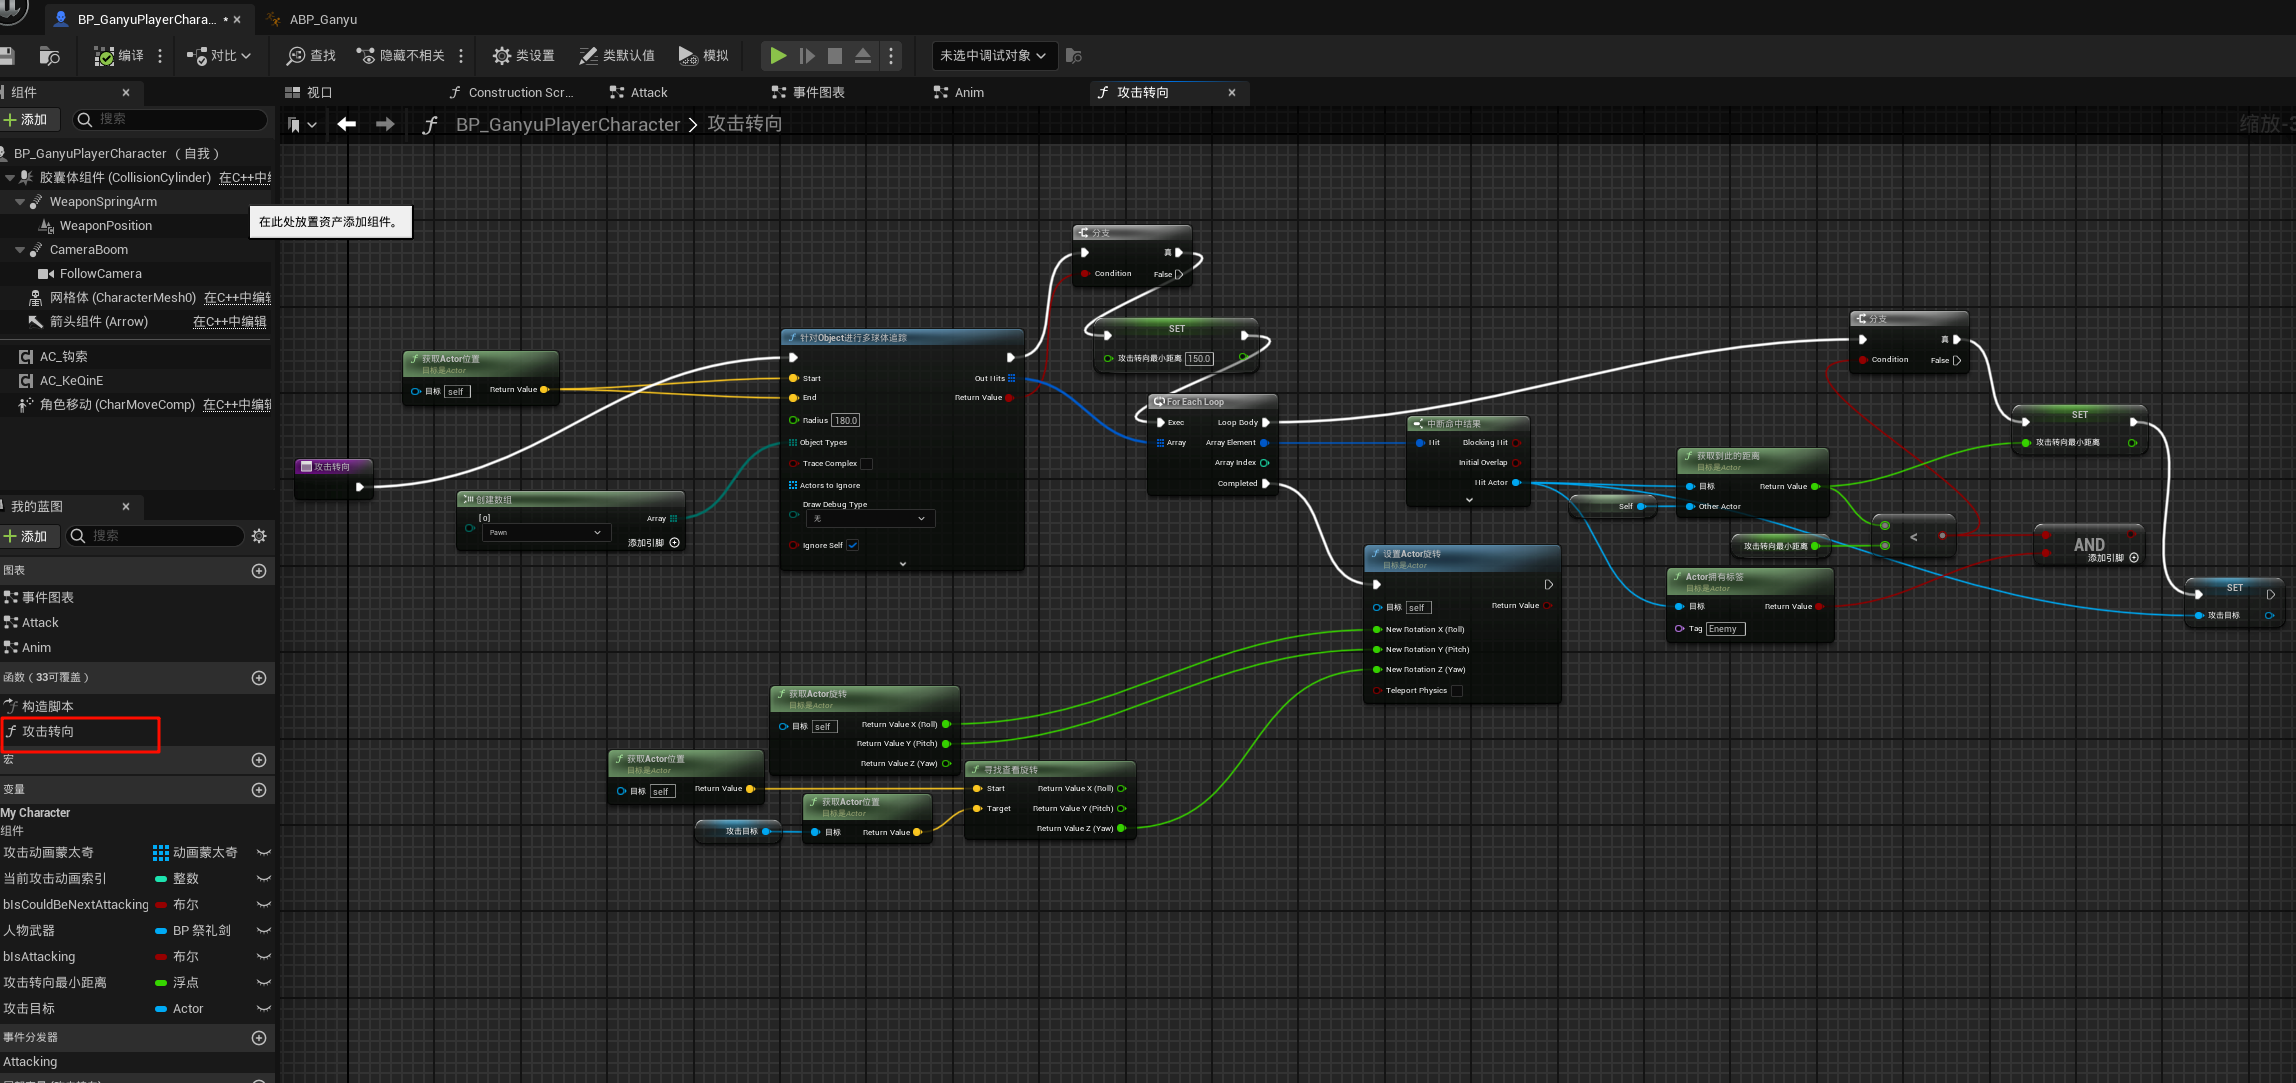 BP_GanyuPlayerChara...
ABP_Ganyu
编译
对比
查找
隐藏不相关
类设置
类默认值
模拟
未选中调试对象
组件
添加
搜索
BP_GanyuPlayerCharacter （自我）
胶囊体组件 (CollisionCylinder) 在C++中编
WeaponSpringArm
WeaponPosition
CameraBoom
FollowCamera
网格体 (CharacterMesh0) 在C++中编辑
箭头组件 (Arrow) 在C++中编辑
AC_钩索
AC_KeQinE
角色移动 (CharMoveComp) 在C++中编辑
在此处放置资产添加组件。
我的蓝图
添加
搜索
图表
事件图表
Attack
Anim
函数（33可覆盖）
构造脚本
攻击转向
宏
变量
My Character
组件
攻击动画蒙太奇 动画蒙太奇
当前攻击动画索引 整数
bIsCouldBeNextAttacking 布尔
人物武器 BP 祭礼剑
bIsAttacking 布尔
攻击转向最小距离 浮点
攻击目标 Actor
事件分发器
Attacking
视口
Construction Scr...
Attack
事件图表
Anim
攻击转向
BP_GanyuPlayerCharacter > 攻击转向
缩放-3
攻击转向
获取Actor位置
目标是Actor
目标 self Return Value
创建数组
[0] Array
Pawn
添加引脚
针对Object进行多球体追踪
Start Out Hits
End Return Value
Radius 180.0
Object Types
Trace Complex
Actors to Ignore
Draw Debug Type
无
Ignore Self
分支
真
Condition False
SET
攻击转向最小距离 150.0
For Each Loop
Exec Loop Body
Array Array Element
Array Index
Completed
中断命中结果
Hit Blocking Hit
Initial Overlap
Hit Actor
设置Actor旋转
目标是Actor
目标 self Return Value
New Rotation X (Roll)
New Rotation Y (Pitch)
New Rotation Z (Yaw)
Teleport Physics
获取Actor旋转
目标是Actor
目标 self Return Value X (Roll)
Return Value Y (Pitch)
Return Value Z (Yaw)
获取Actor位置
目标是Actor
目标 self Return Value
攻击目标
获取Actor位置
目标是Actor
目标 Return Value
寻找查看旋转
Start Return Value X (Roll)
Target Return Value Y (Pitch)
Return Value Z (Yaw)
Self
获取到此的距离
目标是Actor
目标 Return Value
Other Actor
攻击转向最小距离
<
Actor拥有标签
目标是Actor
目标 Return Value
Tag Enemy
AND
添加引脚
分支
真
Condition False
SET
攻击转向最小距离
SET
攻击目标